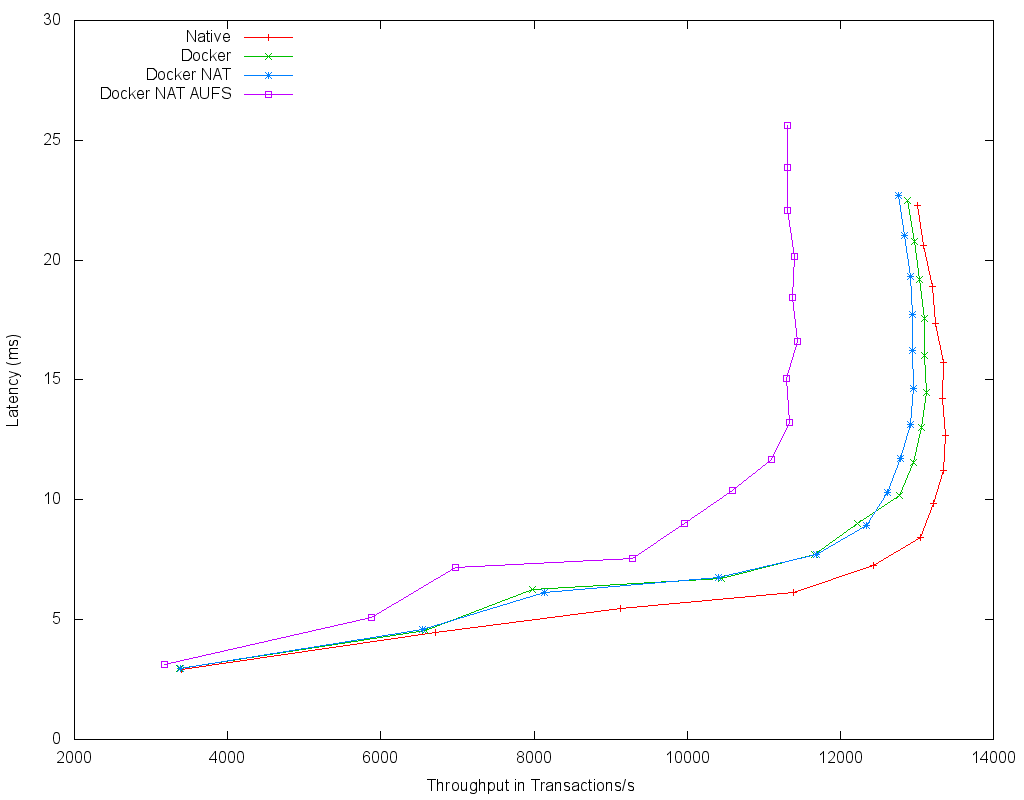 30
25
20
15
10
5
0
Latency (ms)
Native
Docker
Docker NAT
Docker NAT AUFS
2000 4000 6000 8000 10000 12000 14000
Throughput in Transactions/s